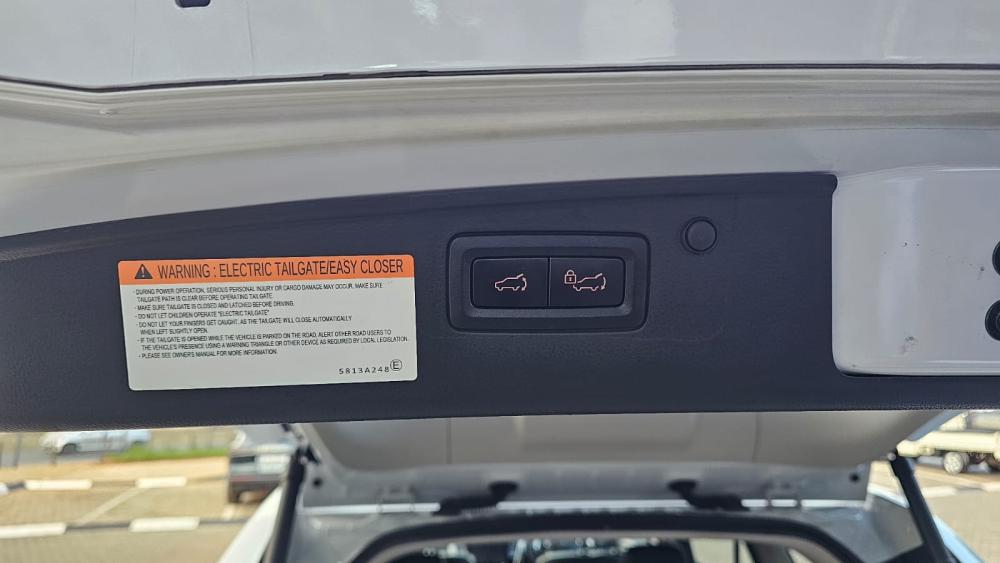 WARNING : ELECTRIC TAILGATE/EASY CLOSER
- DURING POWER OPERATION, SERIOUS PERSONAL INJURY OR CARGO DAMAGE MAY OCCUR. MAKE SURE
TAILGATE PATH IS CLEAR BEFORE OPERATING TAILGATE.
- MAKE SURE TAILGATE IS CLOSED AND LATCHED BEFORE DRIVING.
- DO NOT LET CHILDREN OPERATE "ELECTRIC TAILGATE"
- DO NOT LET YOUR FINGERS GET CAUGHT, AS THE TAILGATE WILL CLOSE AUTOMATICALLY
WHEN LEFT SLIGHTLY OPEN.
- IF THE TAILGATE IS OPENED WHILE THE VEHICLE IS PARKED ON THE ROAD, ALERT OTHER ROAD USERS TO
THE VEHICLE'S PRESENCE USING A WARNING TRIANGLE OR OTHER DEVICE AS REQUIRED BY LOCAL LEGISLATION.
- PLEASE SEE OWNER'S MANUAL FOR MORE INFORMATION.
5813A248 E